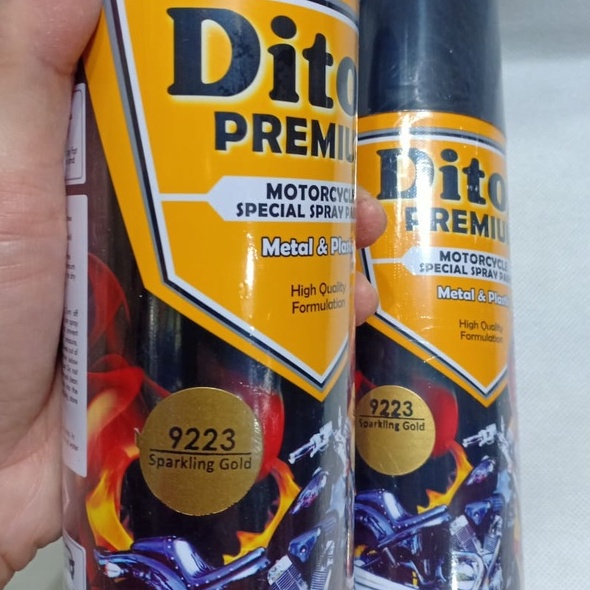 Dito
PREMIU
MOTORCYCLE
SPECIAL SPRAY PA
Metal & Plas
High Quality
Formulation
9223
Sparkling Gold
Dito
PREMIU
MOTORCYCLE
SPECIAL SPRAY PA
Metal & Plast
High Quality
Formulation
9223
Sparkling Gold